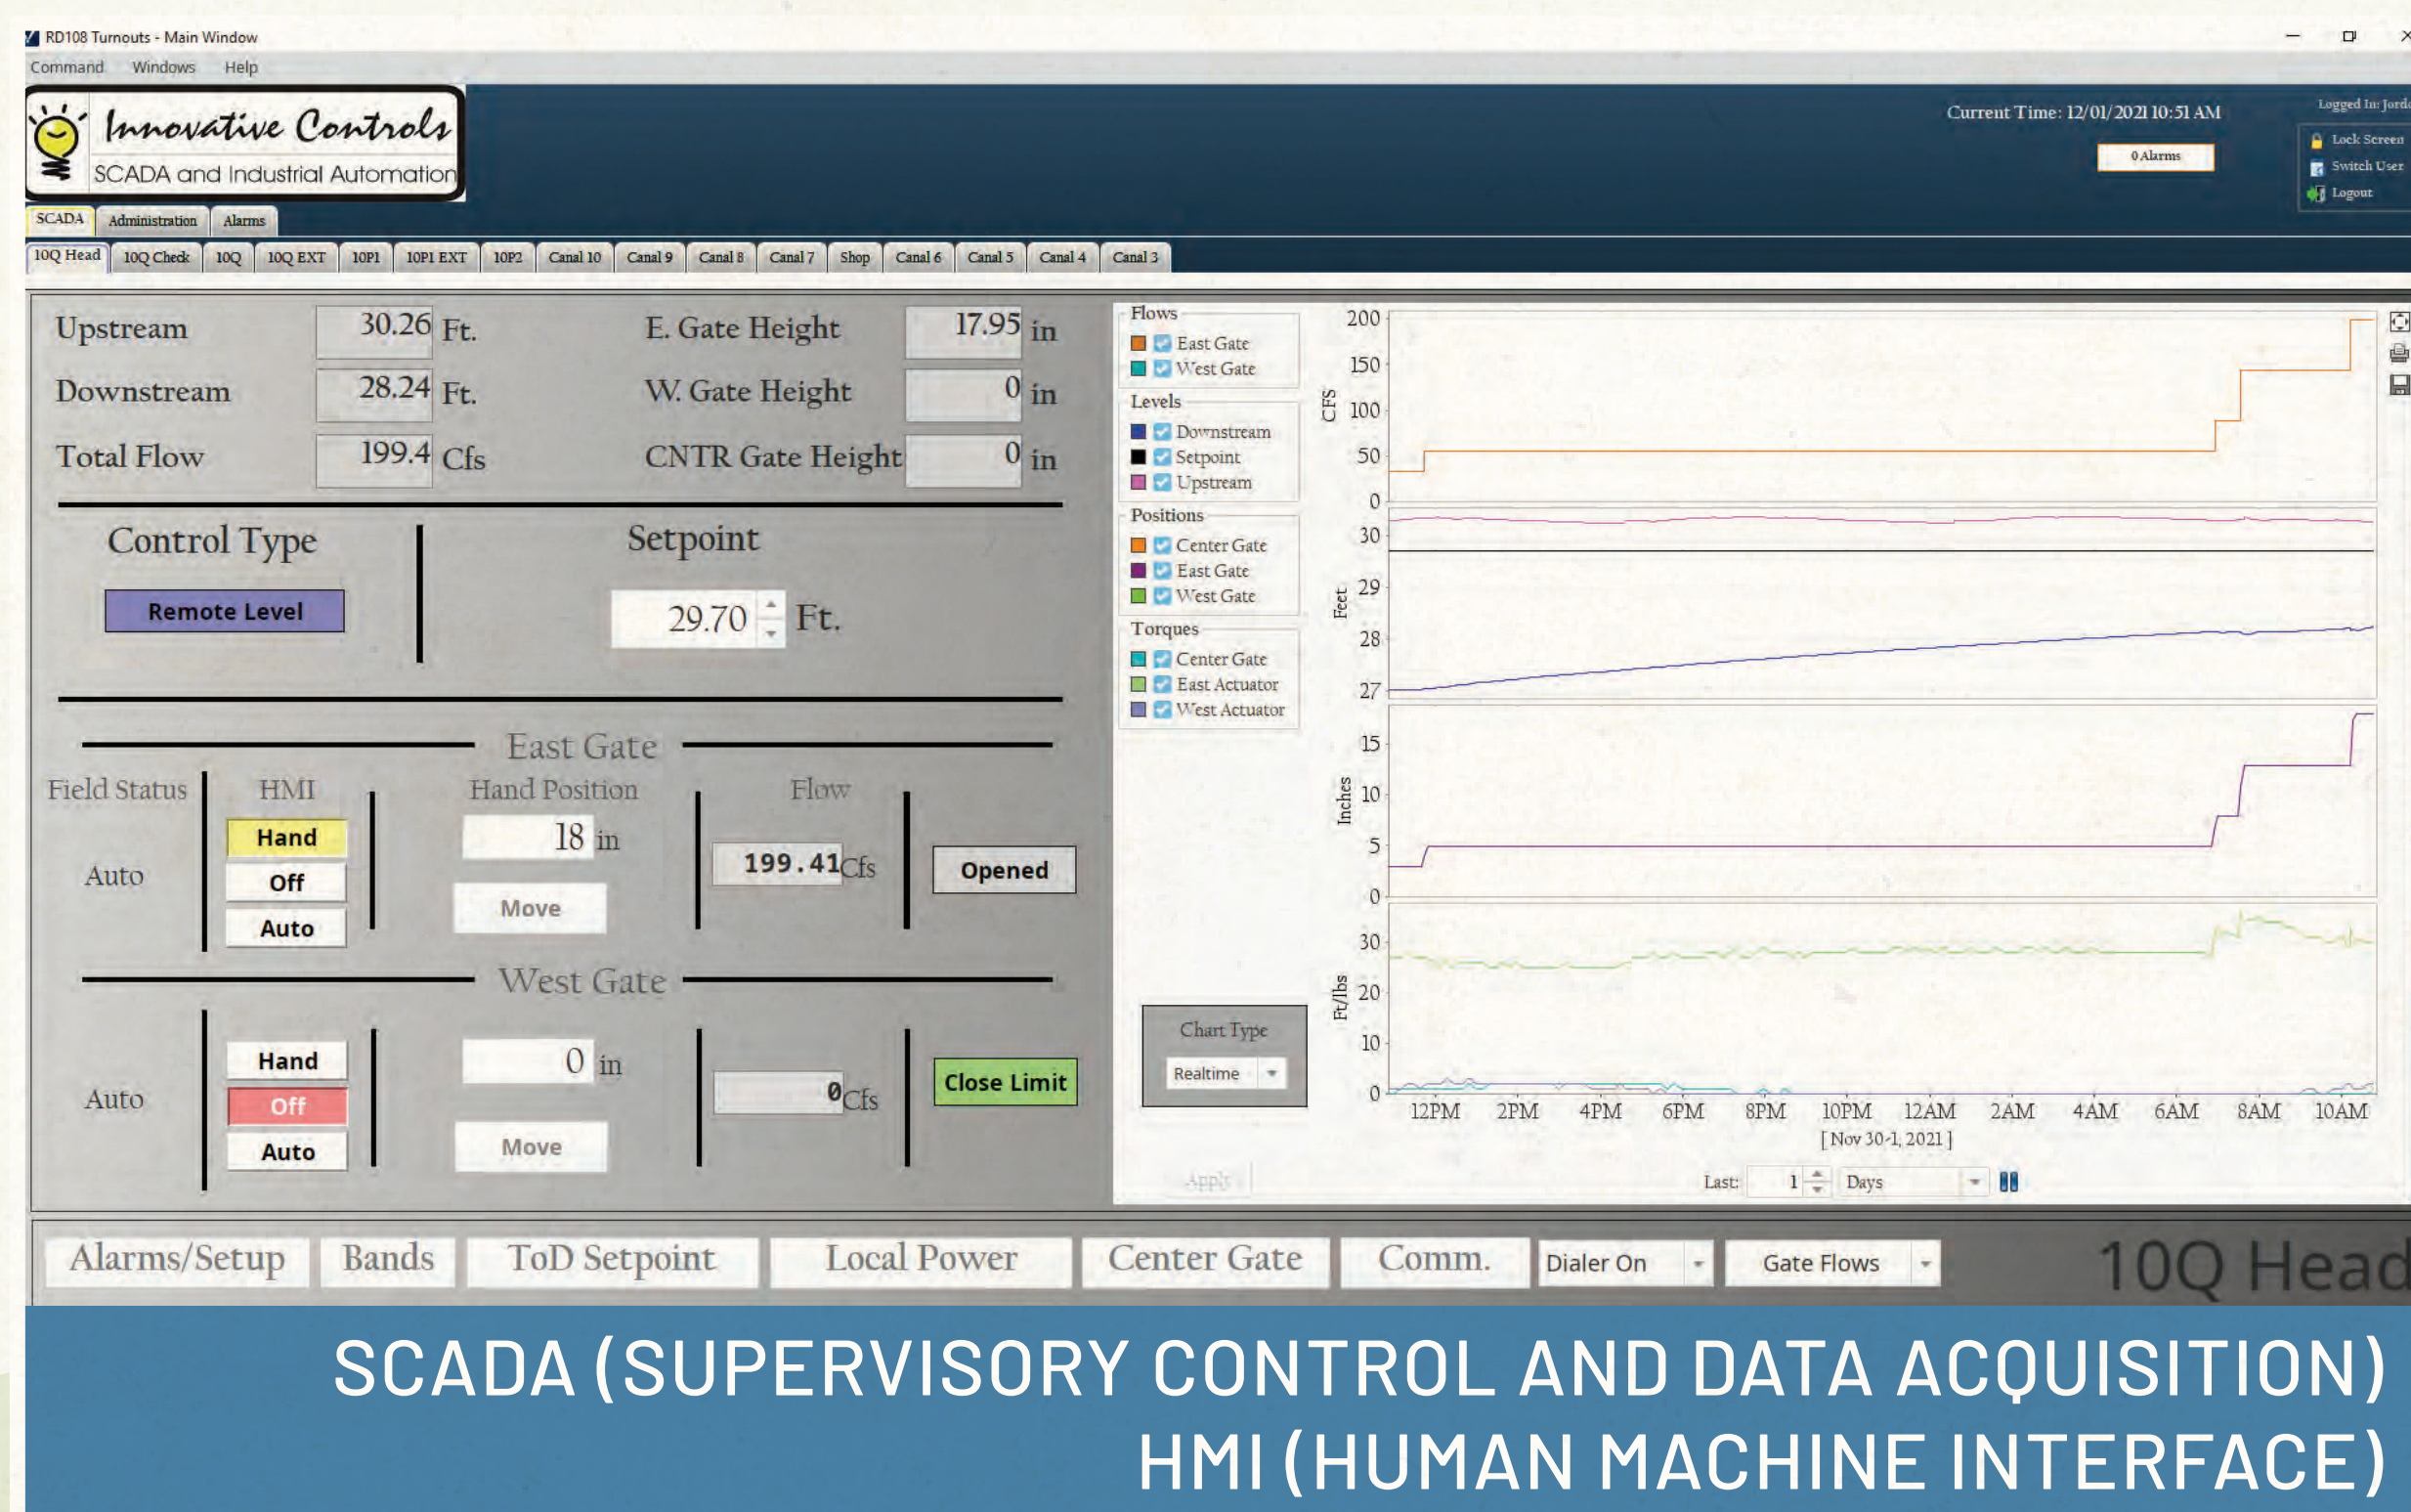 RD108 Turnouts - Main Window
Command Windows Help
Innovative Controls
SCADA and Industrial Automation
Current Time: 12/01/2021 10:51 AM
0 Alarms
Lock Screen
Switch User
Logout
SCADA Administration Alarms
10Q Head 10Q Check 10Q 10Q EXT 10P1 10P1 EXT 10P2 Canal 10 Canal 9 Canal 8 Canal 7 Shop Canal 6 Canal 5 Canal 4 Canal 3
Upstream 30.26 Ft. E. Gate Height 17.95 in
Downstream 28.24 Ft. W. Gate Height 0 in
Total Flow 199.4 Cfs CNTR Gate Height 0 in
Control Type Setpoint
Remote Level 29.70 Ft.
East Gate
Field Status HMI Hand Position Flow
Hand 18 in
Auto Off 199.41 Cfs Opened
Auto Move
West Gate
Hand 0 in
Auto Off 0 Cfs Close Limit
Auto Move
Flows
East Gate
West Gate
Levels
Downstream
Setpoint
Upstream
Positions
Center Gate
East Gate
West Gate
Torques
Center Gate
East Actuator
West Actuator
Chart Type
Realtime
Apply
CFS
200
150
100
50
0
Feet
30
29
28
27
Inches
15
10
5
0
Ft/lbs
30
20
10
0
12PM 2PM 4PM 6PM 8PM 10PM 12AM 2AM 4AM 6AM 8AM 10AM
[ Nov 30-1, 2021 ]
Last: 1 Days
Alarms/Setup Bands ToD Setpoint Local Power Center Gate Comm. Dialer On Gate Flows 10Q Head
SCADA (SUPERVISORY CONTROL AND DATA ACQUISITION)
HMI (HUMAN MACHINE INTERFACE)